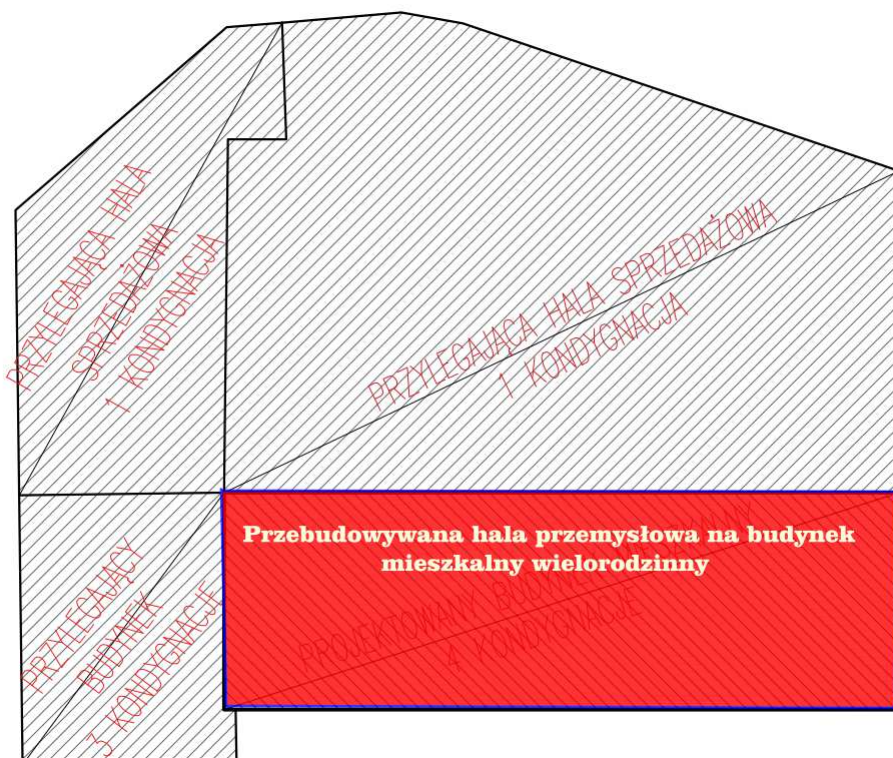 PRZYLEGAJĄCA HALA
SPRZEDAŻOWA
1 KONDYGNACJA
PRZYLEGAJĄCA HALA SPRZEDAŻOWA
1 KONDYGNACJA
Przebudowywana hala przemysłowa na budynek
mieszkalny wielorodzinny
PROJEKTOWANY BUDYNEK
4 KONDYGNACJE
PRZYLEGAJĄCY
BUDYNEK
3 KONDYGNACJE